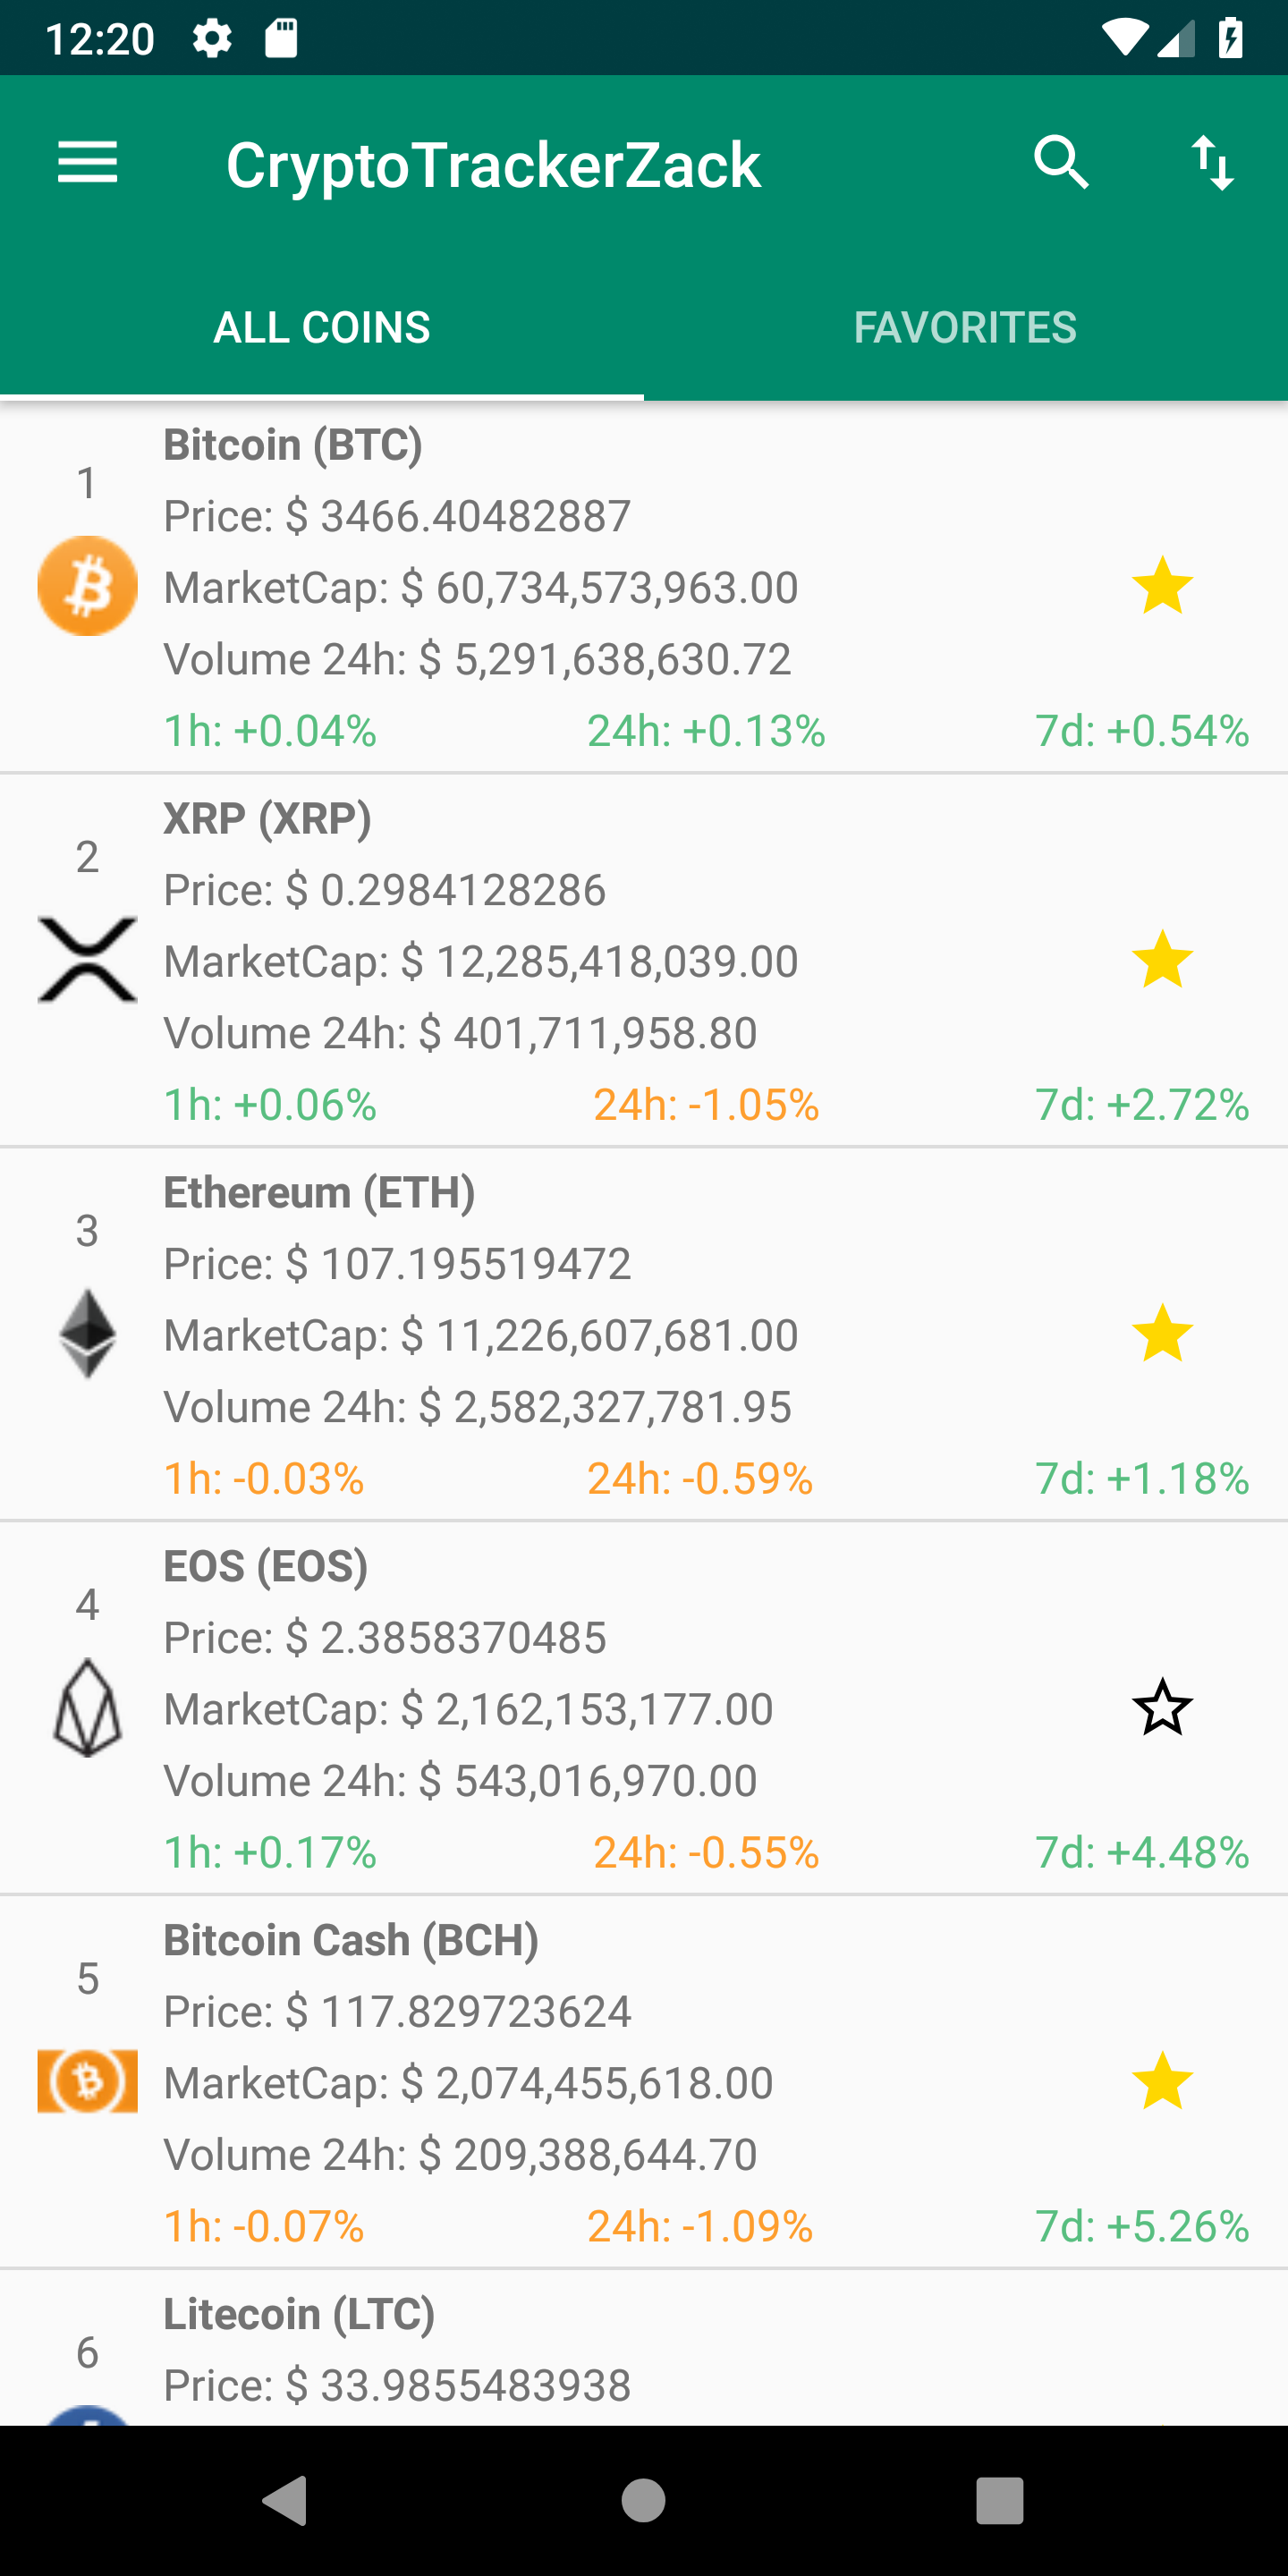 12:20
CryptoTrackerZack
ALL COINS
FAVORITES
1
Bitcoin (BTC)
Price: $ 3466.40482887
MarketCap: $ 60,734,573,963.00
Volume 24h: $ 5,291,638,630.72
1h: +0.04% 24h: +0.13% 7d: +0.54%
2
XRP (XRP)
Price: $ 0.2984128286
MarketCap: $ 12,285,418,039.00
Volume 24h: $ 401,711,958.80
1h: +0.06% 24h: -1.05% 7d: +2.72%
3
Ethereum (ETH)
Price: $ 107.195519472
MarketCap: $ 11,226,607,681.00
Volume 24h: $ 2,582,327,781.95
1h: -0.03% 24h: -0.59% 7d: +1.18%
4
EOS (EOS)
Price: $ 2.3858370485
MarketCap: $ 2,162,153,177.00
Volume 24h: $ 543,016,970.00
1h: +0.17% 24h: -0.55% 7d: +4.48%
5
Bitcoin Cash (BCH)
Price: $ 117.829723624
MarketCap: $ 2,074,455,618.00
Volume 24h: $ 209,388,644.70
1h: -0.07% 24h: -1.09% 7d: +5.26%
6
Litecoin (LTC)
Price: $ 33.9855483938